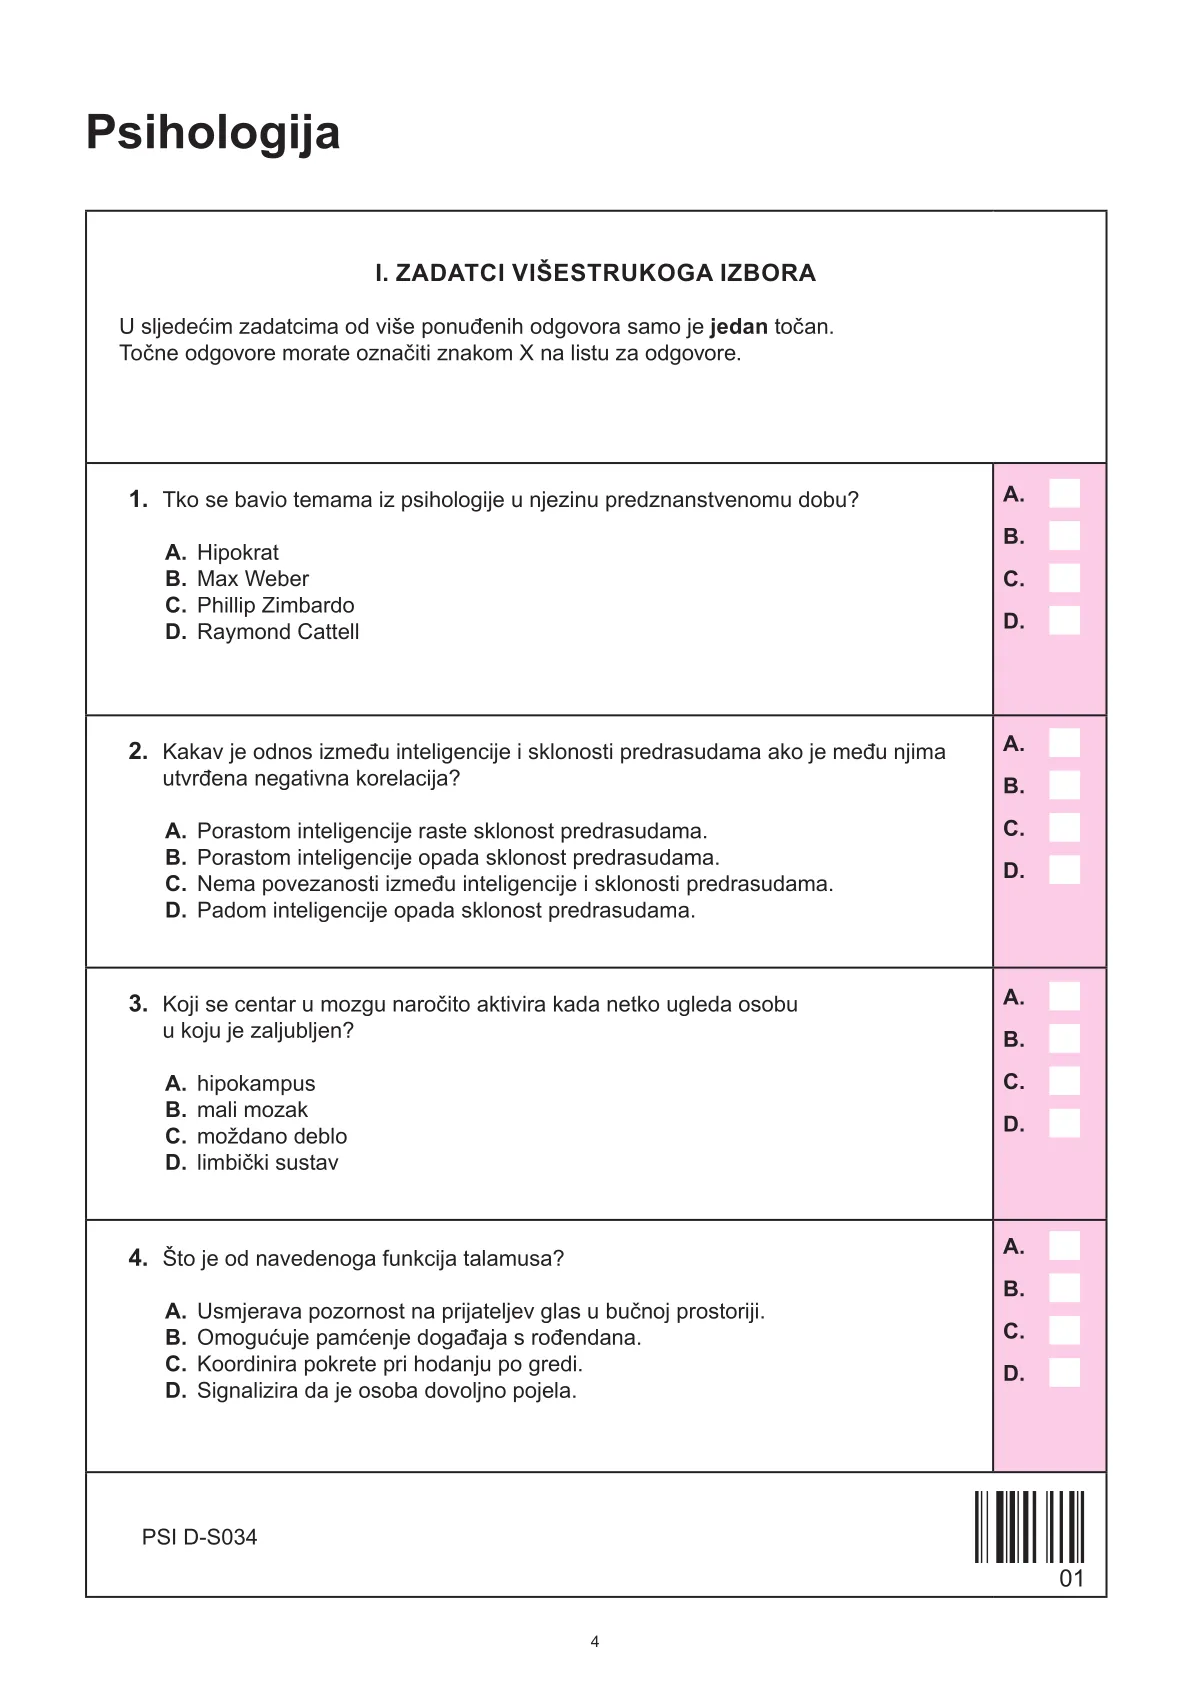 Psihologija
I. ZADATCI VIŠESTRUKOGA IZBORA
U sljedećim zadatcima od više ponuđenih odgovora samo je jedan točan.
Točne odgovore morate označiti znakom X na listu za odgovore.
1. Tko se bavio temama iz psihologije u njezinu predznanstvenomu dobu?
A. Hipokrat
B. Max Weber
C. Phillip Zimbardo
D. Raymond Cattell
A.
B.
C.
D.
2. Kakav je odnos između inteligencije i sklonosti predrasudama ako je među njima
utvrđena negativna korelacija?
A. Porastom inteligencije raste sklonost predrasudama.
B. Porastom inteligencije opada sklonost predrasudama.
C. Nema povezanosti između inteligencije i sklonosti predrasudama.
D. Padom inteligencije opada sklonost predrasudama.
A.
B.
C.
D.
3. Koji se centar u mozgu naročito aktivira kada netko ugleda osobu
u koju je zaljubljen?
A. hipokampus
B. mali mozak
C. moždano deblo
D. limbički sustav
A.
B.
C.
D.
4. Što je od navedenoga funkcija talamusa?
A. Usmjerava pozornost na prijateljev glas u bučnoj prostoriji.
B. Omogućuje pamćenje događaja s rođendana.
C. Koordinira pokrete pri hodanju po gredi.
D. Signalizira da je osoba dovoljno pojela.
A.
B.
C.
D.
PSI D-S034
01
4